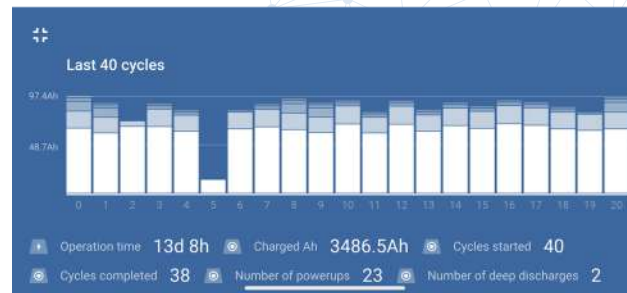 Last 40 cycles
97.4Ah
48.7Ah
0 1 2 3 4 5 6 7 8 9 10 11 12 13 14 15 16 17 18 19 20
Operation time 13d 8h Charged Ah 3486.5Ah Cycles started 40
Cycles completed 38 Number of powerups 23 Number of deep discharges 2